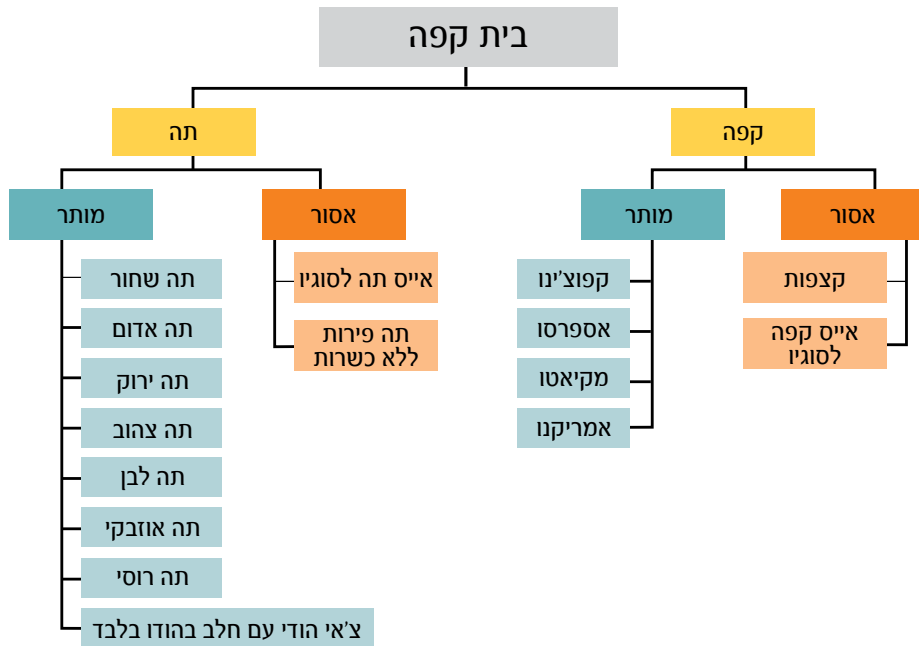 בית קפה
קפה
תה
אסור
מותר
אסור
מותר
קצפות
אייס קפה
לסוגיו
קפוצ'ינו
אספרסו
מקיאטו
אמריקנו
אייס תה לסוגיו
תה פירות
ללא כשרות
תה שחור
תה אדום
תה ירוק
תה צהוב
תה לבן
תה אוזבקי
תה רוסי
צ'אי הודי עם חלב בהודו בלבד